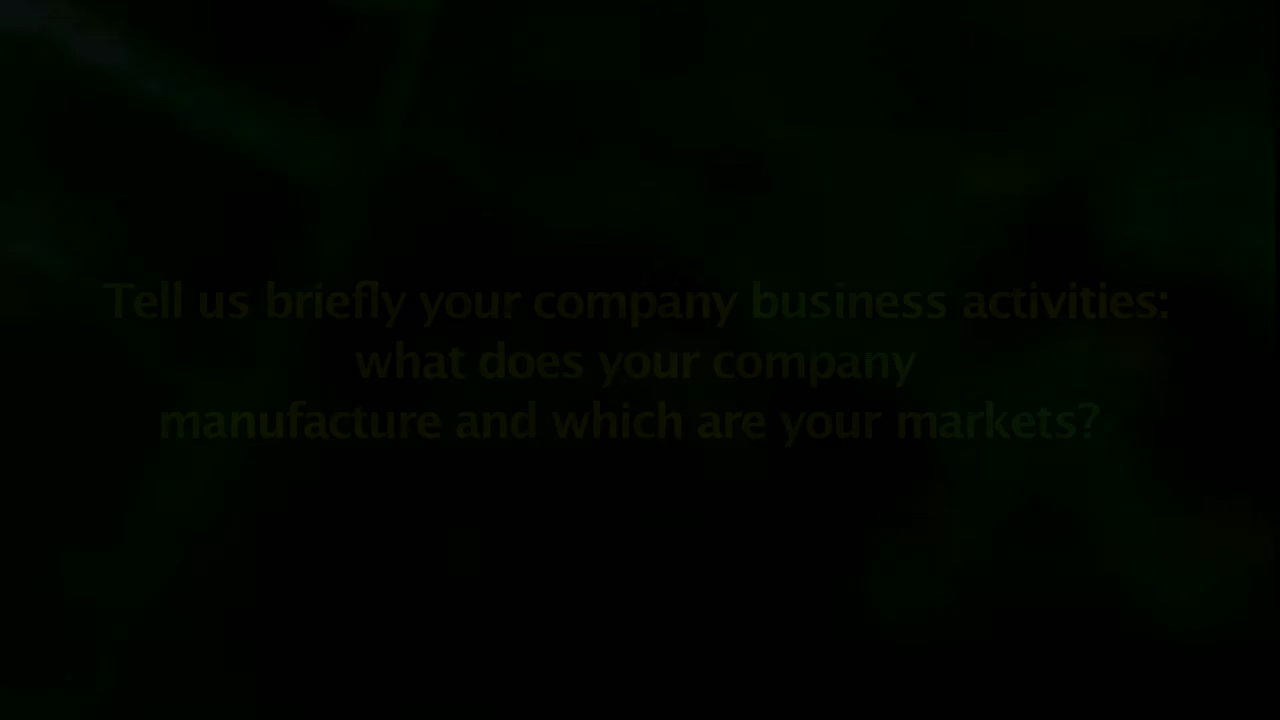 Tell us briefly your company business activities:
what does your company
manufacture and which are your markets?